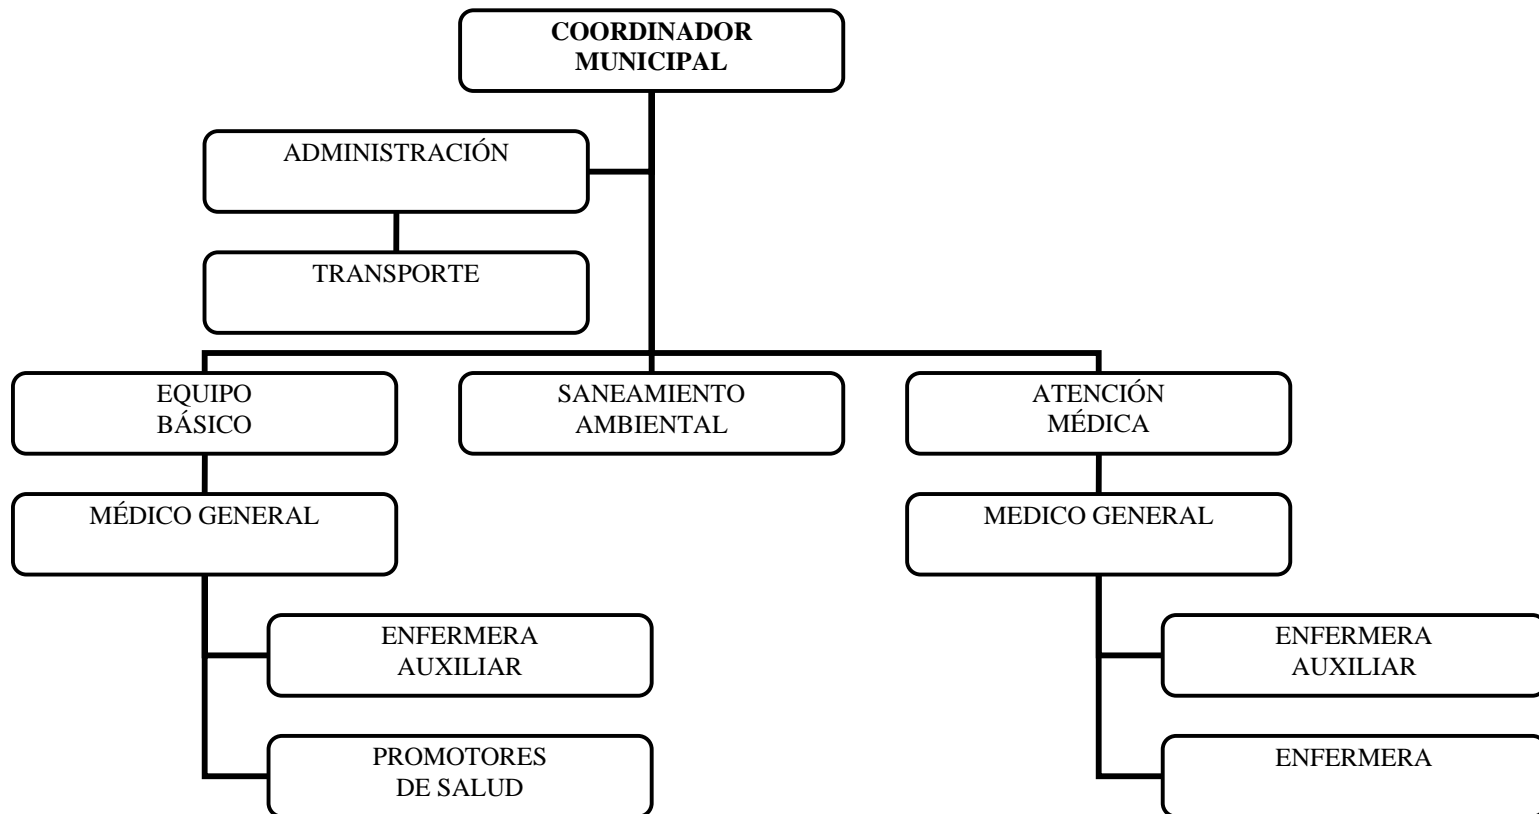 COORDINADOR
MUNICIPAL
ADMINISTRACIÓN
TRANSPORTE
EQUIPO
BÁSICO
SANEAMIENTO
AMBIENTAL
ATENCIÓN
MÉDICA
MÉDICO GENERAL
MEDICO GENERAL
ENFERMERA
AUXILIAR
ENFERMERA
AUXILIAR
PROMOTORES
DE SALUD
ENFERMERA